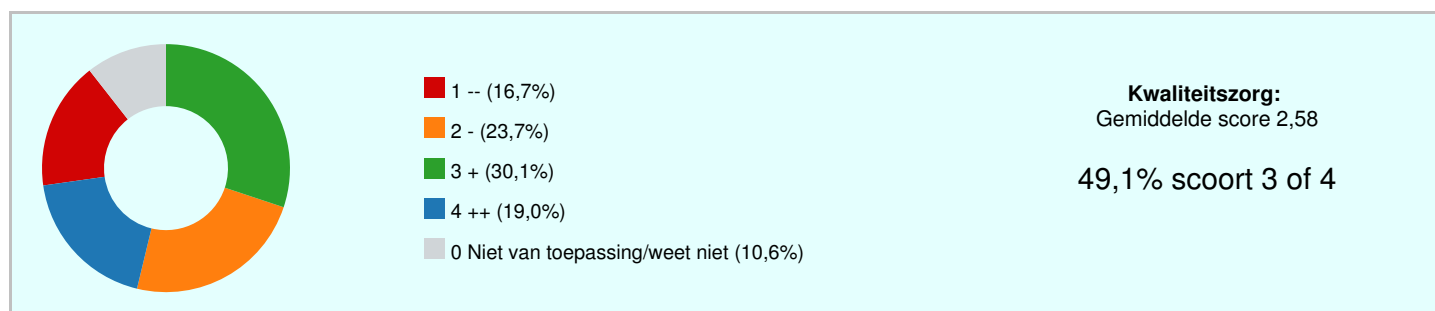 1 -- (16,7%)
2 - (23,7%)
3 + (30,1%)
4 ++ (19,0%)
0 Niet van toepassing/weet niet (10,6%)
Kwaliteitszorg:
Gemiddelde score 2,58
49,1% scoort 3 of 4